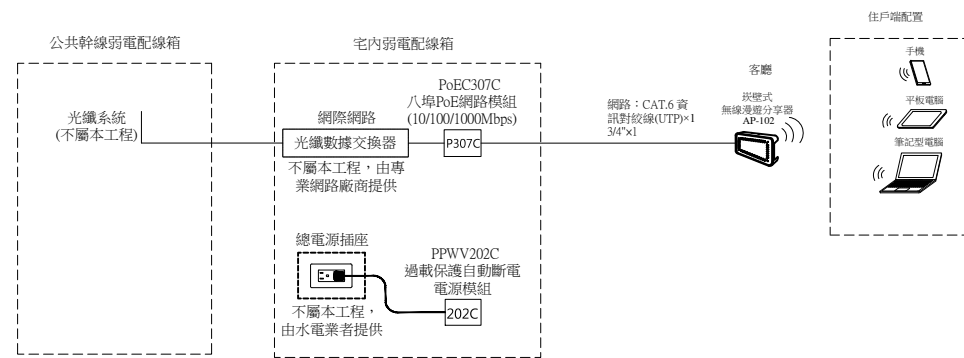 公共幹線弱電配線箱
光纖系統
(不屬本工程)
宅內弱電配線箱
網際網路
光纖數據交換器
不屬本工程，由專
業網路廠商提供
PoEC307C
八埠PoE網路模組
(10/100/1000Mbps)
P307C
總電源插座
不屬本工程，
由水電業者提供
PPWV202C
過載保護自動斷電
電源模組
202C
網路：CAT.6 資
訊對絞線(UTP)×1
3/4"×1
客廳
崁壁式
無線漫遊分享器
AP-102
住戶端配置
手機
平板電腦
筆記型電腦